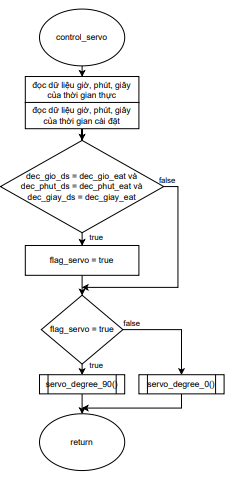 control_servo
đọc dữ liệu giờ, phút, giây
của thời gian thực
đọc dữ liệu giờ, phút, giây
của thời gian cài đặt
dec_gio_ds = dec_gio_eat và
dec_phut_ds = dec_phut_eat và
dec_giay_ds = dec_giay_eat
false
true
flag_servo = true
flag_servo = true
false
true
servo_degree_90()
servo_degree_0()
return